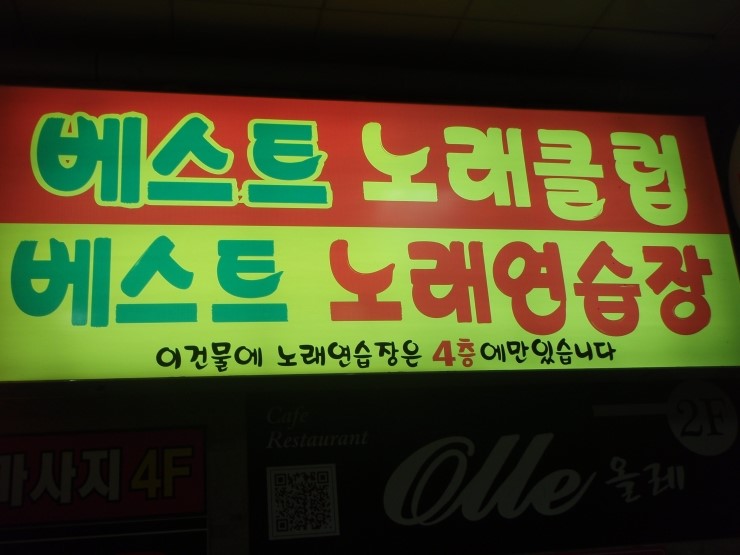 베스트 노래클럽
베스트 노래연습장
이건물에 노래연습장은 4층에만있습니다
마사지 4F
Cafe
Restaurant
Olle 올레
2F